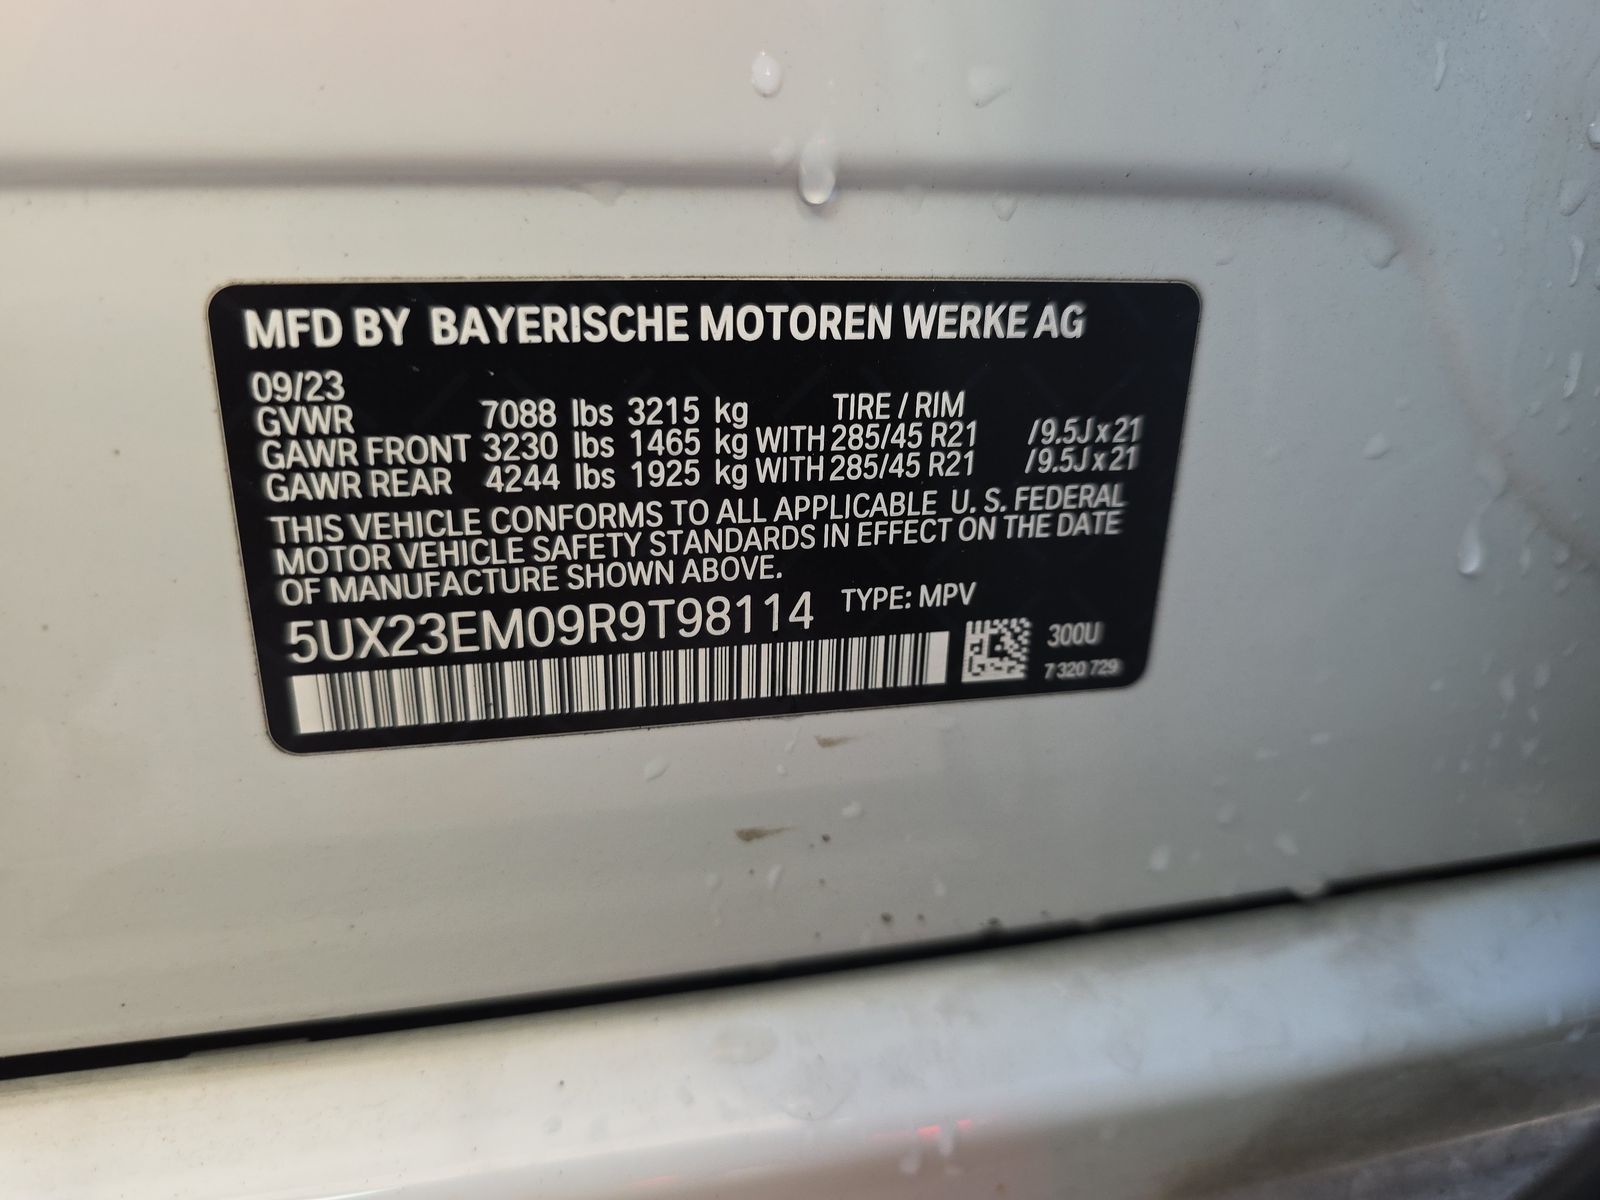 MFD BY BAYERISCHE MOTOREN WERKE AG
09/23
GVWR 7088 lbs 3215 kg TIRE / RIM
GAWR FRONT 3230 lbs 1465 kg WITH 285/45 R21 /9.5J x 21
GAWR REAR 4244 lbs 1925 kg WITH 285/45 R21 /9.5J x 21
THIS VEHICLE CONFORMS TO ALL APPLICABLE U. S. FEDERAL
MOTOR VEHICLE SAFETY STANDARDS IN EFFECT ON THE DATE
OF MANUFACTURE SHOWN ABOVE.
5UX23EM09R9T98114 TYPE: MPV
300U
7 320 729